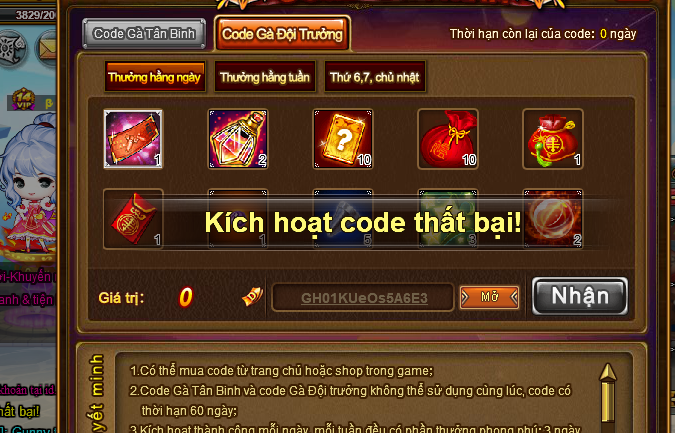 3829/20
Code Gà Tân Binh
Code Gà Đội Trưởng
Thời hạn còn lại của code: 0 ngày
Thưởng hằng ngày
Thưởng hằng tuần
Thứ 6,7, chủ nhật
14
VIP
1
2
?
10
10
1
1
1
5
2
Kích hoạt code thất bại!
Khuyển
anh & tiện
Giá trị:
0
GH01KUeOs5A6E3
Mở
Nhận
khoản tại
ất bại!
Gunny
yết minh
1.Có thể mua code từ trang chủ hoặc shop trong game;
2.Code Gà Tân Binh và code Gà Đội trưởng không thể sử dụng cùng lúc, code có
thời hạn 60 ngày;
3.Kích hoạt thành công mỗi ngày, mỗi tuần đều có phần thưởng phong phú; 3 ngày